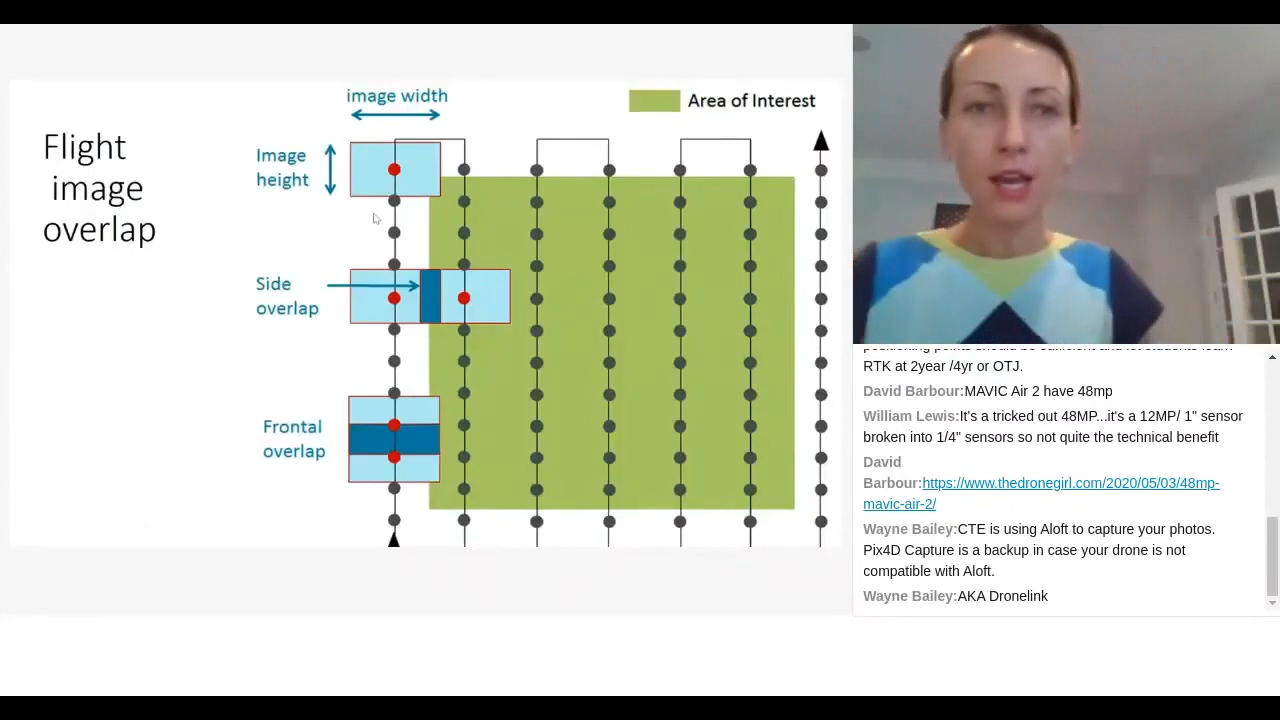 Flight
image
overlap
image width
Area of Interest
Image
height
Side
overlap
Frontal
overlap
RTK at 2year /4yr or OTJ.
David Barbour:MAVIC Air 2 have 48mp
William Lewis:It's a tricked out 48MP...it's a 12MP/ 1" sensor
broken into 1/4" sensors so not quite the technical benefit
David
Barbour:https://www.thedronegirl.com/2020/05/03/48mp-
mavic-air-2/
Wayne Bailey:CTE is using Aloft to capture your photos.
Pix4D Capture is a backup in case your drone is not
compatible with Aloft.
Wayne Bailey:AKA Dronelink